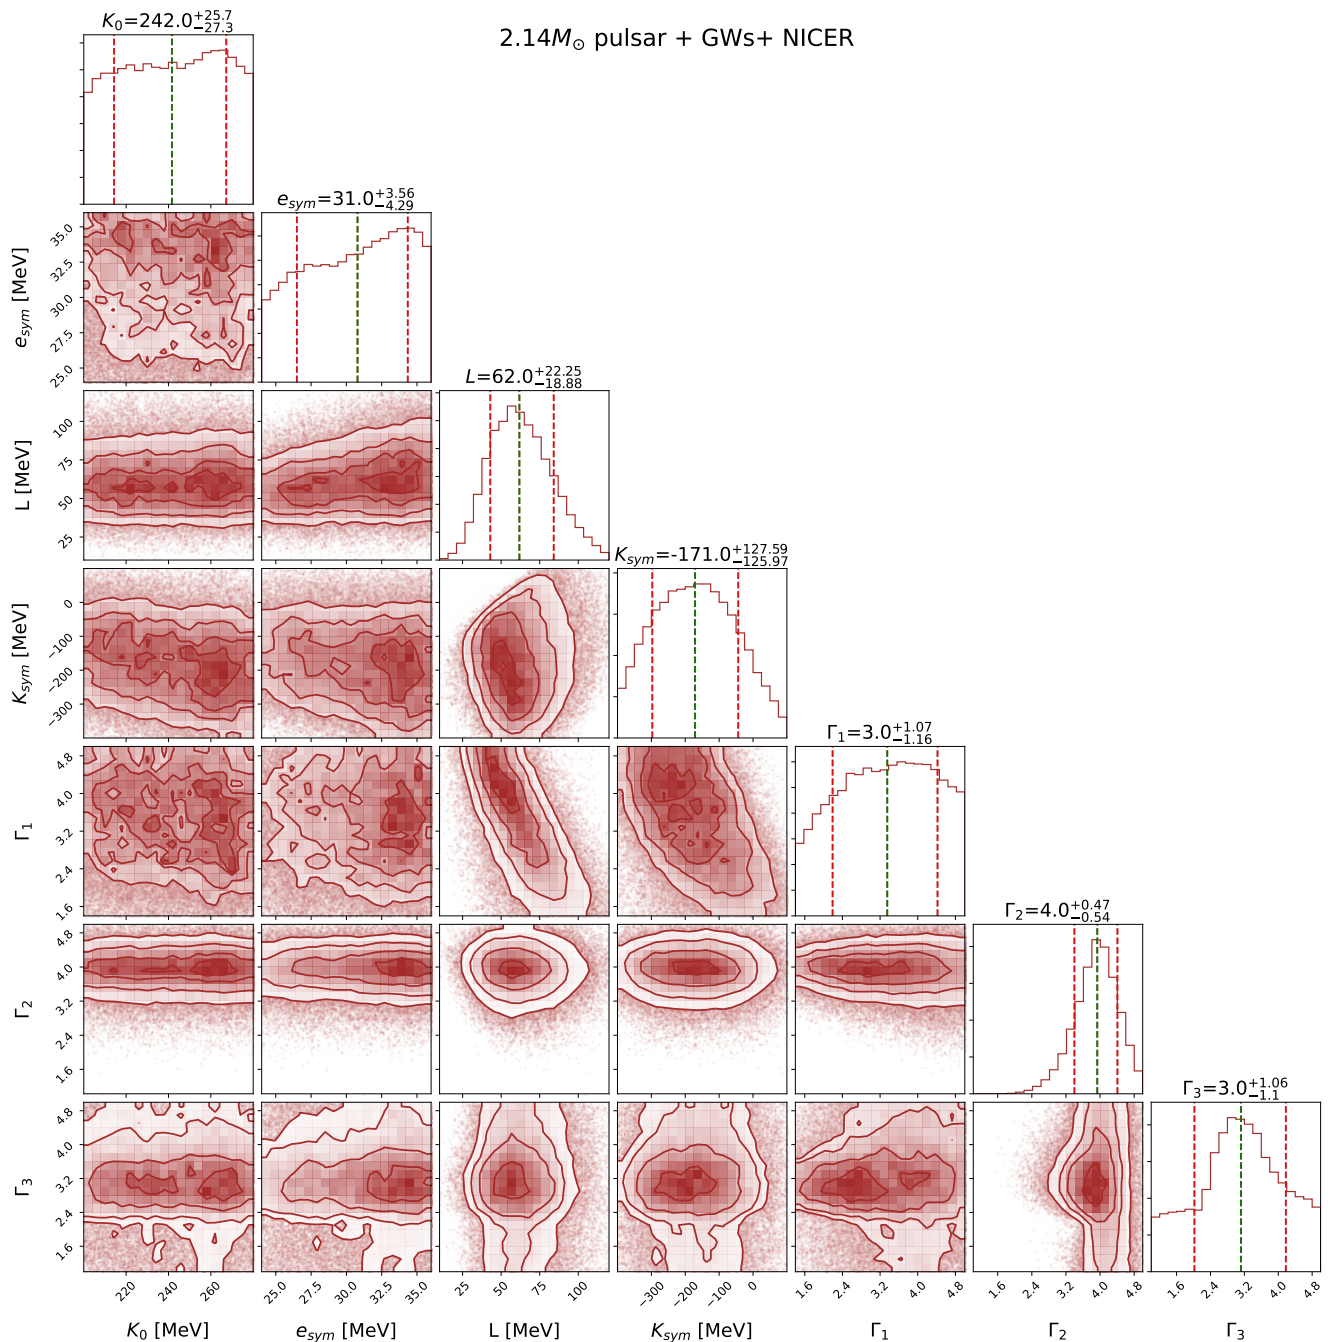 2.14M⊙ pulsar + GWs+ NICER
K₀=242.0 +25.7 −27.3
e_sym=31.0 +3.56 −4.29
L=62.0 +22.25 −18.88
K_sym=-171.0 +127.59 −125.97
Γ₁=3.0 +1.07 −1.16
Γ₂=4.0 +0.47 −0.54
Γ₃=3.0 +1.06 −1.1
e_sym [MeV]
35.0
32.5
30.0
27.5
25.0
L [MeV]
100
75
50
25
K_sym [MeV]
0
−100
−200
−300
Γ₁
4.8
4.0
3.2
2.4
1.6
Γ₂
4.8
4.0
3.2
2.4
1.6
Γ₃
4.8
4.0
3.2
2.4
1.6
220 240 260
25.0 27.5 30.0 32.5 35.0
25 50 75 100
−300 −200 −100 0
1.6 2.4 3.2 4.0 4.8
1.6 2.4 3.2 4.0 4.8
1.6 2.4 3.2 4.0 4.8
K₀ [MeV]
e_sym [MeV]
L [MeV]
K_sym [MeV]
Γ₁
Γ₂
Γ₃